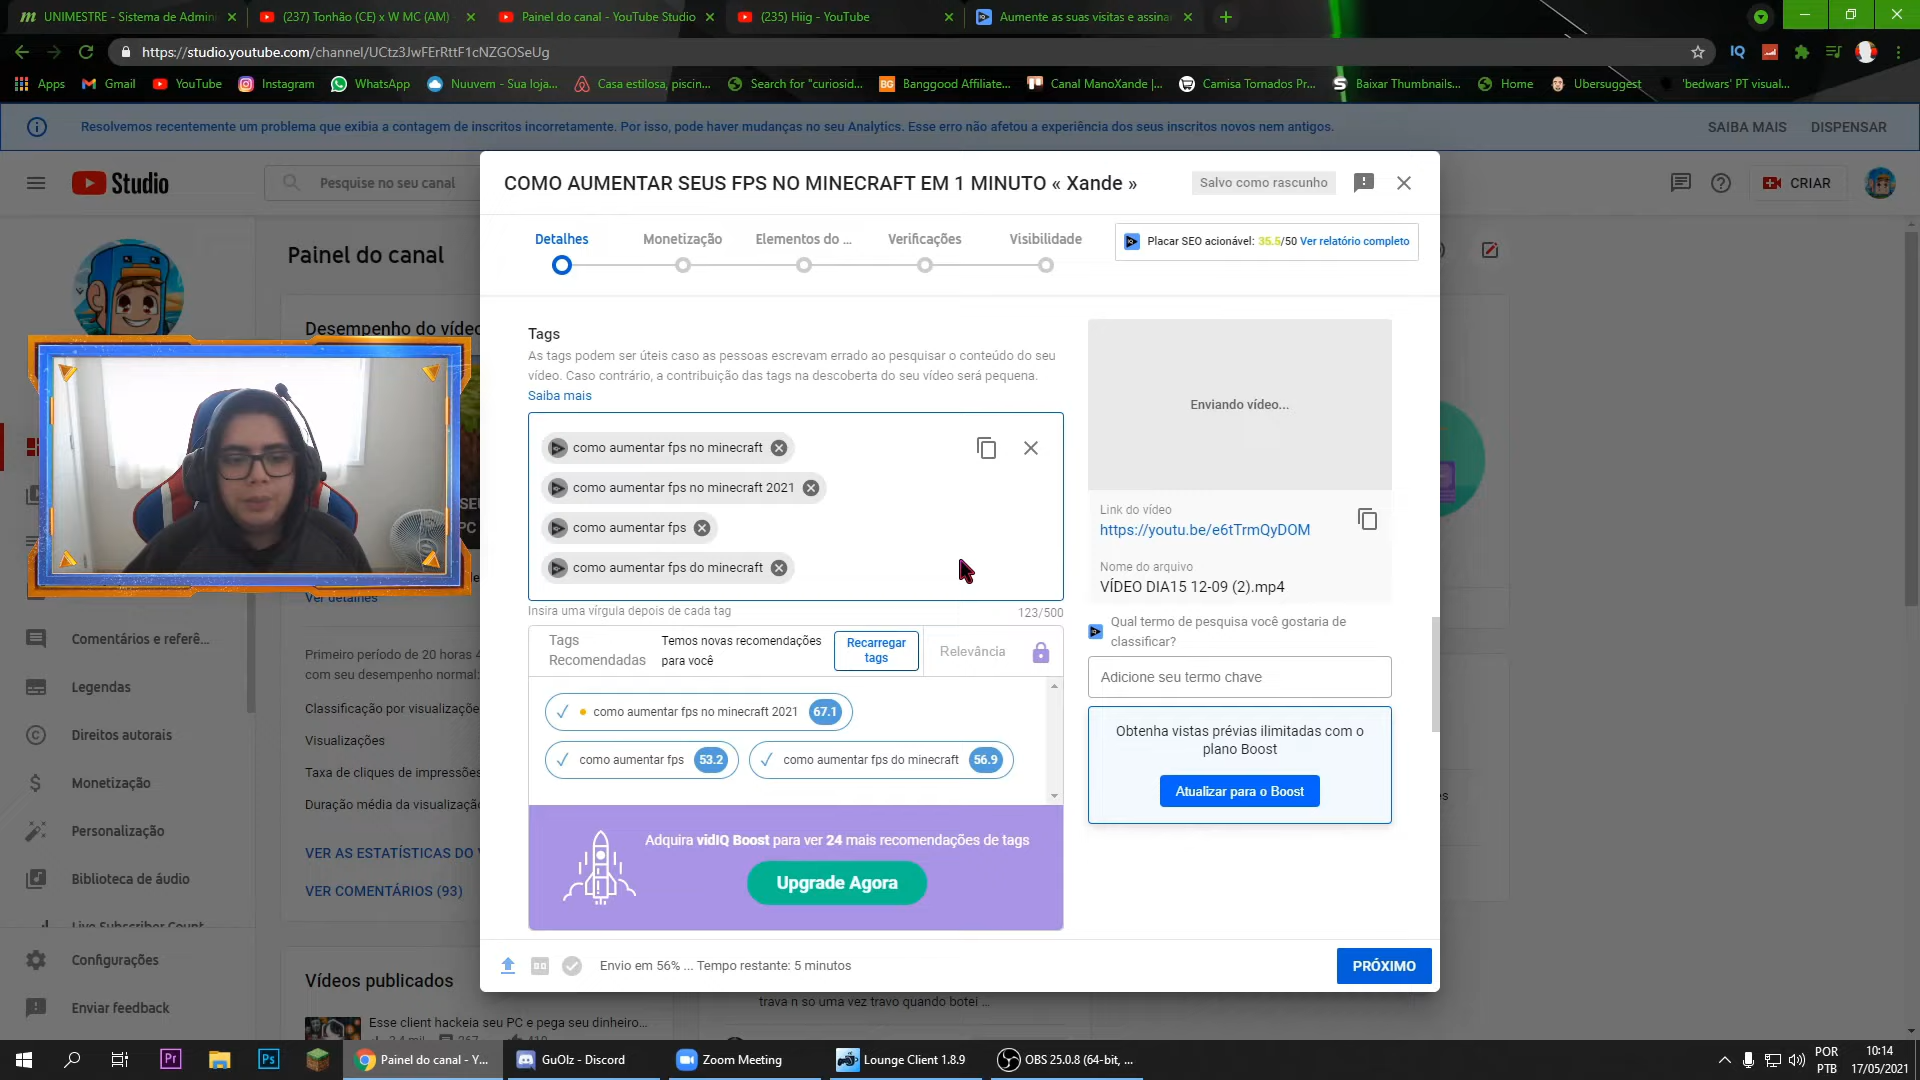 UNIMESTRE - Sistema de Admini
(237) Tonhão (CE) x W MC (AM)
Painel do canal - YouTube Studio
(235) Hiig - YouTube
Aumente as suas visitas e assina
https://studio.youtube.com/channel/UCtz3JwFErRttF1cNZGOSeUg
Apps
Gmail
YouTube
Instagram
WhatsApp
Nuuvem - Sua loja...
Casa estilosa, piscin...
Search for "curiosid...
Banggood Affiliate...
Canal ManoXande |...
Camisa Tornados Pr...
Baixar Thumbnails...
Home
Ubersuggest
'bedwars' PT visual...
Resolvemos recentemente um problema que exibia a contagem de inscritos incorretamente. Por isso, pode haver mudanças no seu Analytics. Esse erro não afetou a experiência dos seus inscritos novos nem antigos.
SAIBA MAIS
DISPENSAR
Studio
Pesquise no seu canal
CRIAR
COMO AUMENTAR SEUS FPS NO MINECRAFT EM 1 MINUTO « Xande »
Salvo como rascunho
Detalhes
Monetização
Elementos do ...
Verificações
Visibilidade
Placar SEO acionável: 35.5/50 Ver relatório completo
Painel do canal
Desempenho do víde
Ver detalhes
Comentários e referê...
Legendas
Direitos autorais
Monetização
Personalização
Biblioteca de áudio
Live Subscriber Count
Configurações
Enviar feedback
Primeiro período de 20 horas 4
com seu desempenho normal:
Classificação por visualizaçõe
Visualizações
Taxa de cliques de impressões
Duração média da visualizaçã
VER AS ESTATÍSTICAS DO
VER COMENTÁRIOS (93)
Vídeos publicados
Esse client hackeia seu PC e pega seu dinheiro...
Tags
As tags podem ser úteis caso as pessoas escrevam errado ao pesquisar o conteúdo do seu
vídeo. Caso contrário, a contribuição das tags na descoberta do seu vídeo será pequena.
Saiba mais
como aumentar fps no minecraft
como aumentar fps no minecraft 2021
como aumentar fps
como aumentar fps do minecraft
Insira uma vírgula depois de cada tag
123/500
Tags
Recomendadas
Temos novas recomendações
para você
Recarregar
tags
Relevância
como aumentar fps no minecraft 2021 67.1
como aumentar fps 53.2
como aumentar fps do minecraft 56.9
Adquira vidIQ Boost para ver 24 mais recomendações de tags
Upgrade Agora
Enviando vídeo...
Link do vídeo
https://youtu.be/e6tTrmQyDOM
Nome do arquivo
VÍDEO DIA15 12-09 (2).mp4
Qual termo de pesquisa você gostaria de
classificar?
Adicione seu termo chave
Obtenha vistas prévias ilimitadas com o
plano Boost
Atualizar para o Boost
Envio em 56% ... Tempo restante: 5 minutos
PRÓXIMO
trava n so uma vez travo quando botei ...
Painel do canal - Y...
GuOlz - Discord
Zoom Meeting
Lounge Client 1.8.9
OBS 25.0.8 (64-bit, ...
POR
PTB
10:14
17/05/2021